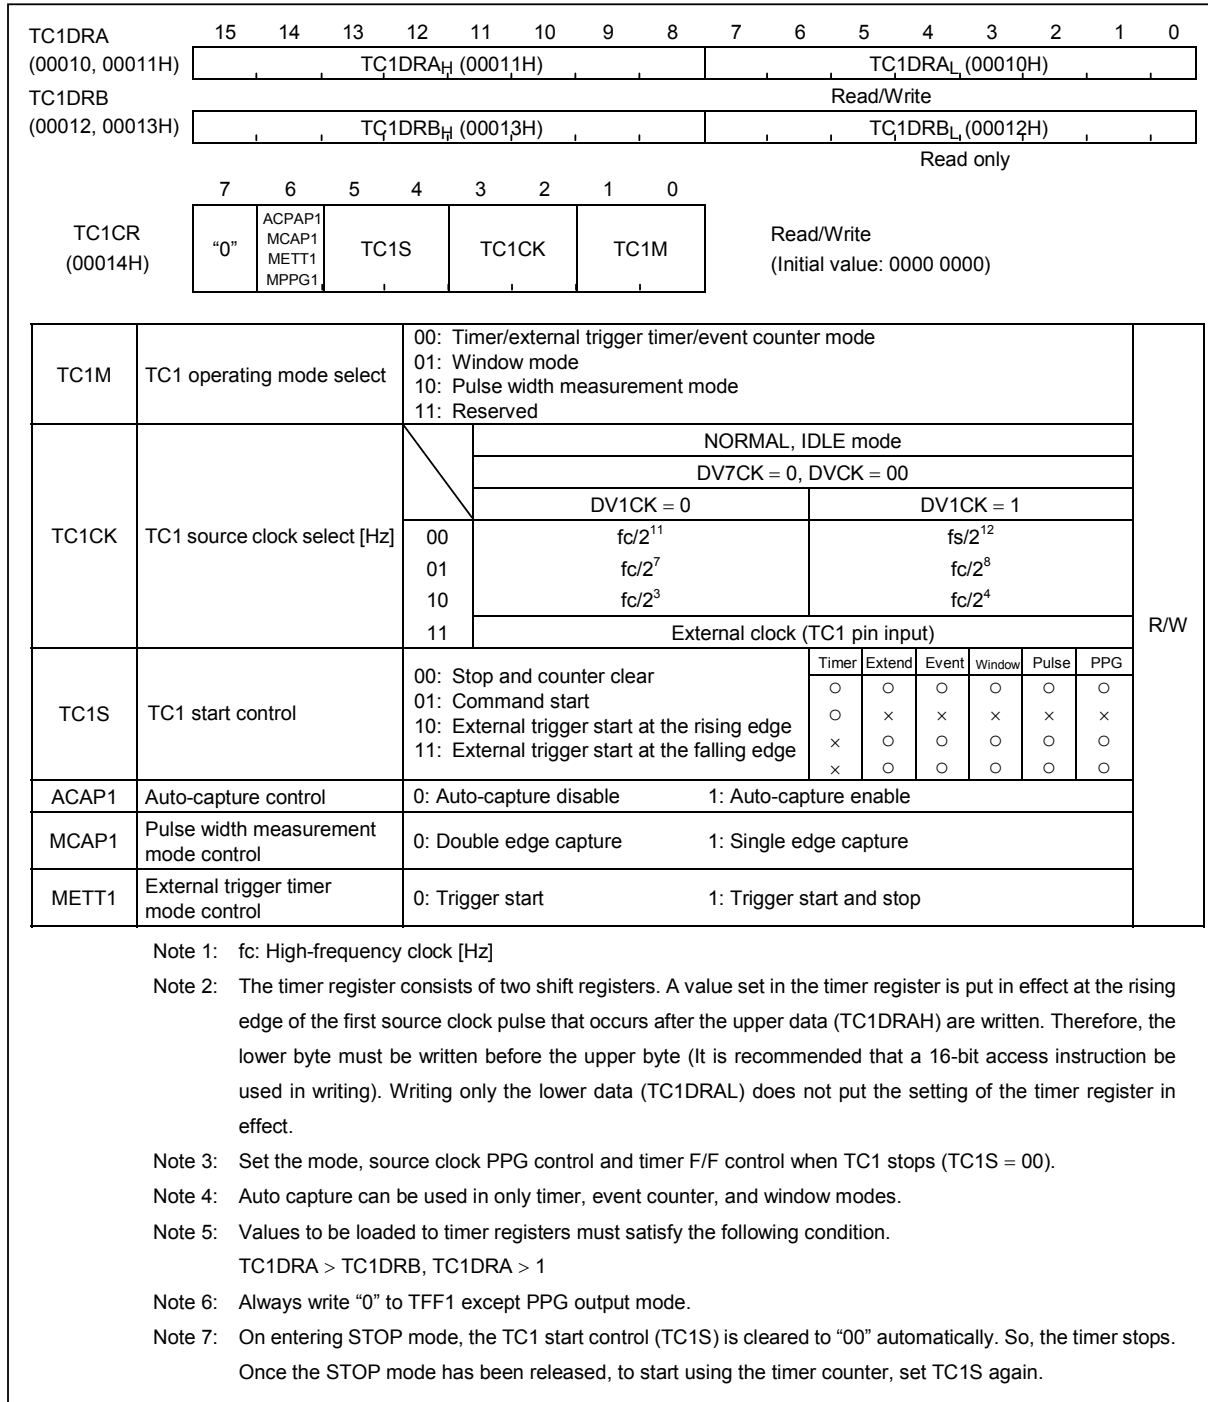 TC1DRA 15 14 13 12 11 10 9 8 7 6 5 4 3 2 1 0
(00010, 00011H) TC1DRAH (00011H) TC1DRAL (00010H)
TC1DRB Read/Write
(00012, 00013H) TC1DRBH (00013H) TC1DRBL (00012H)
Read only
7 6 5 4 3 2 1 0
TC1CR
(00014H)
“0”
ACPAP1
MCAP1
METT1
MPPG1
TC1S TC1CK TC1M
Read/Write
(Initial value: 0000 0000)
TC1M TC1 operating mode select
00: Timer/external trigger timer/event counter mode
01: Window mode
10: Pulse width measurement mode
11: Reserved
R/W
TC1CK TC1 source clock select [Hz]
NORMAL, IDLE mode
DV7CK = 0, DVCK = 00
DV1CK = 0 DV1CK = 1
00 fc/2^11 fs/2^12
01 fc/2^7 fc/2^8
10 fc/2^3 fc/2^4
11 External clock (TC1 pin input)
TC1S TC1 start control
00: Stop and counter clear
01: Command start
10: External trigger start at the rising edge
11: External trigger start at the falling edge
Timer Extend Event Window Pulse PPG
○ ○ ○ ○ ○ ○
○ × × × × ×
× ○ ○ ○ ○ ○
× ○ ○ ○ ○ ○
ACAP1 Auto-capture control 0: Auto-capture disable 1: Auto-capture enable
MCAP1 Pulse width measurement
mode control
0: Double edge capture 1: Single edge capture
METT1 External trigger timer
mode control
0: Trigger start 1: Trigger start and stop
Note 1: fc: High-frequency clock [Hz]
Note 2: The timer register consists of two shift registers. A value set in the timer register is put in effect at the rising
edge of the first source clock pulse that occurs after the upper data (TC1DRAH) are written. Therefore, the
lower byte must be written before the upper byte (It is recommended that a 16-bit access instruction be
used in writing). Writing only the lower data (TC1DRAL) does not put the setting of the timer register in
effect.
Note 3: Set the mode, source clock PPG control and timer F/F control when TC1 stops (TC1S = 00).
Note 4: Auto capture can be used in only timer, event counter, and window modes.
Note 5: Values to be loaded to timer registers must satisfy the following condition.
TC1DRA > TC1DRB, TC1DRA > 1
Note 6: Always write “0” to TFF1 except PPG output mode.
Note 7: On entering STOP mode, the TC1 start control (TC1S) is cleared to “00” automatically. So, the timer stops.
Once the STOP mode has been released, to start using the timer counter, set TC1S again.